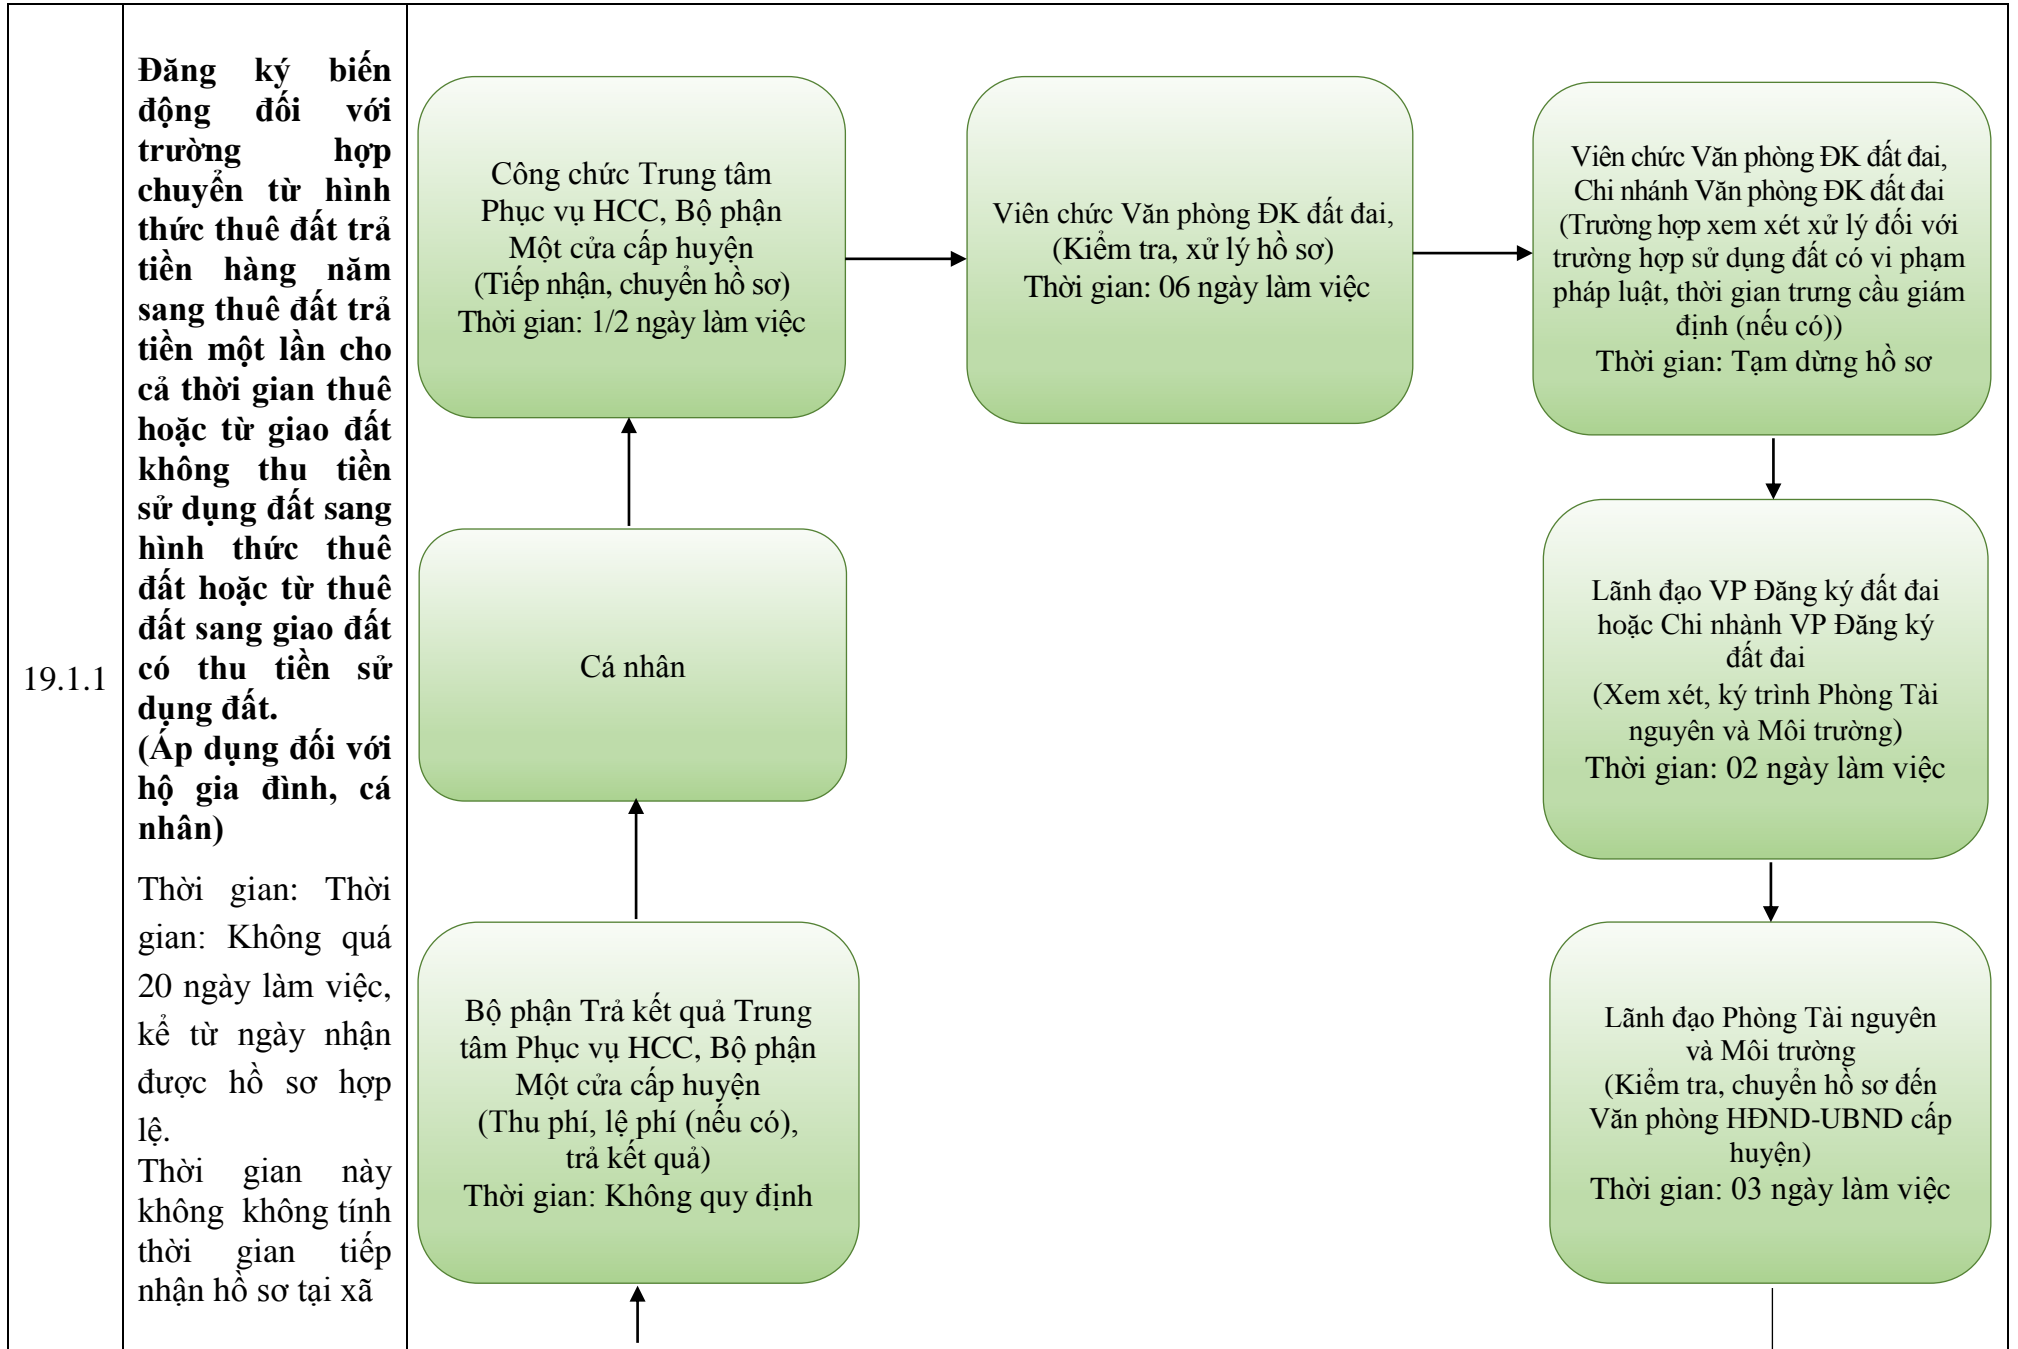 19.1.1
Đăng ký biến
động đối với
trường hợp
chuyển từ hình
thức thuê đất trả
tiền hàng năm
sang thuê đất trả
tiền một lần cho
cả thời gian thuê
hoặc từ giao đất
không thu tiền
sử dụng đất sang
hình thức thuê
đất hoặc từ thuê
đất sang giao đất
có thu tiền sử
dụng đất.
(Áp dụng đối với
hộ gia đình, cá
nhân)
Thời gian: Thời
gian: Không quá
20 ngày làm việc,
kể từ ngày nhận
được hồ sơ hợp
lệ.
Thời gian này
không không tính
thời gian tiếp
nhận hồ sơ tại xã
Công chức Trung tâm
Phục vụ HCC, Bộ phận
Một cửa cấp huyện
(Tiếp nhận, chuyển hồ sơ)
Thời gian: 1/2 ngày làm việc
Viên chức Văn phòng ĐK đất đai,
(Kiểm tra, xử lý hồ sơ)
Thời gian: 06 ngày làm việc
Viên chức Văn phòng ĐK đất đai,
Chi nhánh Văn phòng ĐK đất đai
(Trường hợp xem xét xử lý đối với
trường hợp sử dụng đất có vi phạm
pháp luật, thời gian trưng cầu giám
định (nếu có))
Thời gian: Tạm dừng hồ sơ
Cá nhân
Lãnh đạo VP Đăng ký đất đai
hoặc Chi nhành VP Đăng ký
đất đai
(Xem xét, ký trình Phòng Tài
nguyên và Môi trường)
Thời gian: 02 ngày làm việc
Bộ phận Trả kết quả Trung
tâm Phục vụ HCC, Bộ phận
Một cửa cấp huyện
(Thu phí, lệ phí (nếu có),
trả kết quả)
Thời gian: Không quy định
Lãnh đạo Phòng Tài nguyên
và Môi trường
(Kiểm tra, chuyển hồ sơ đến
Văn phòng HĐND-UBND cấp
huyện)
Thời gian: 03 ngày làm việc